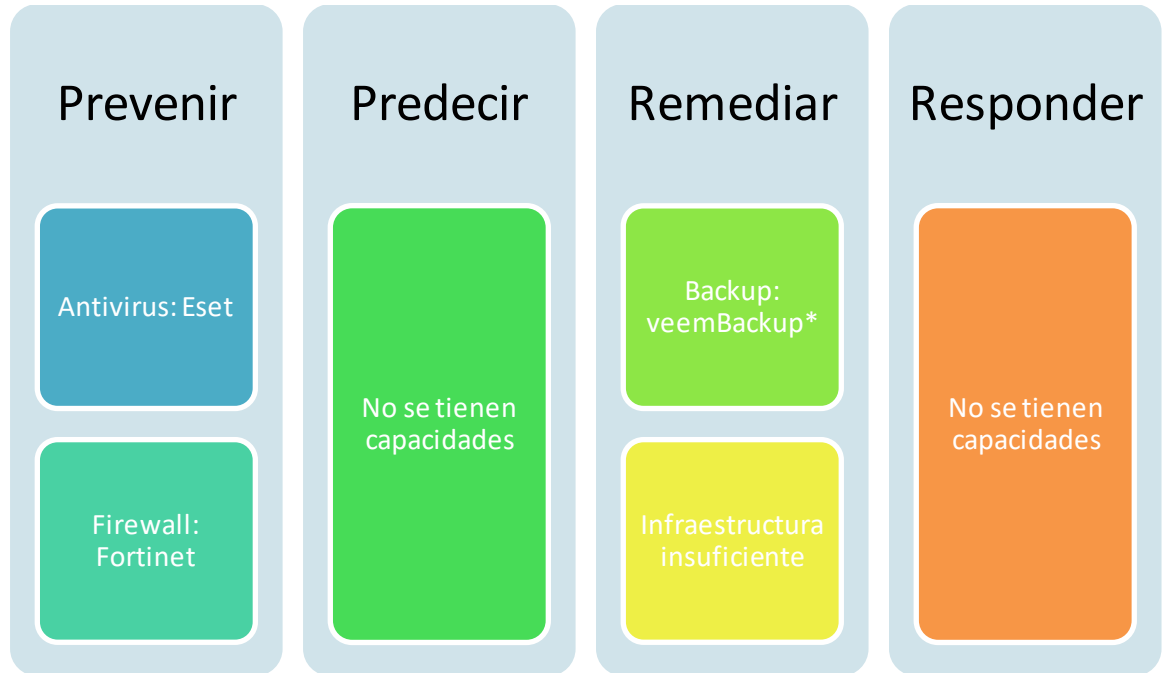 Prevenir
Antivirus: Eset
Firewall:
Fortinet
Predecir
No se tienen
capacidades
Remediar
Backup:
veemBackup*
Infraestructura
insuficiente
Responder
No se tienen
capacidades